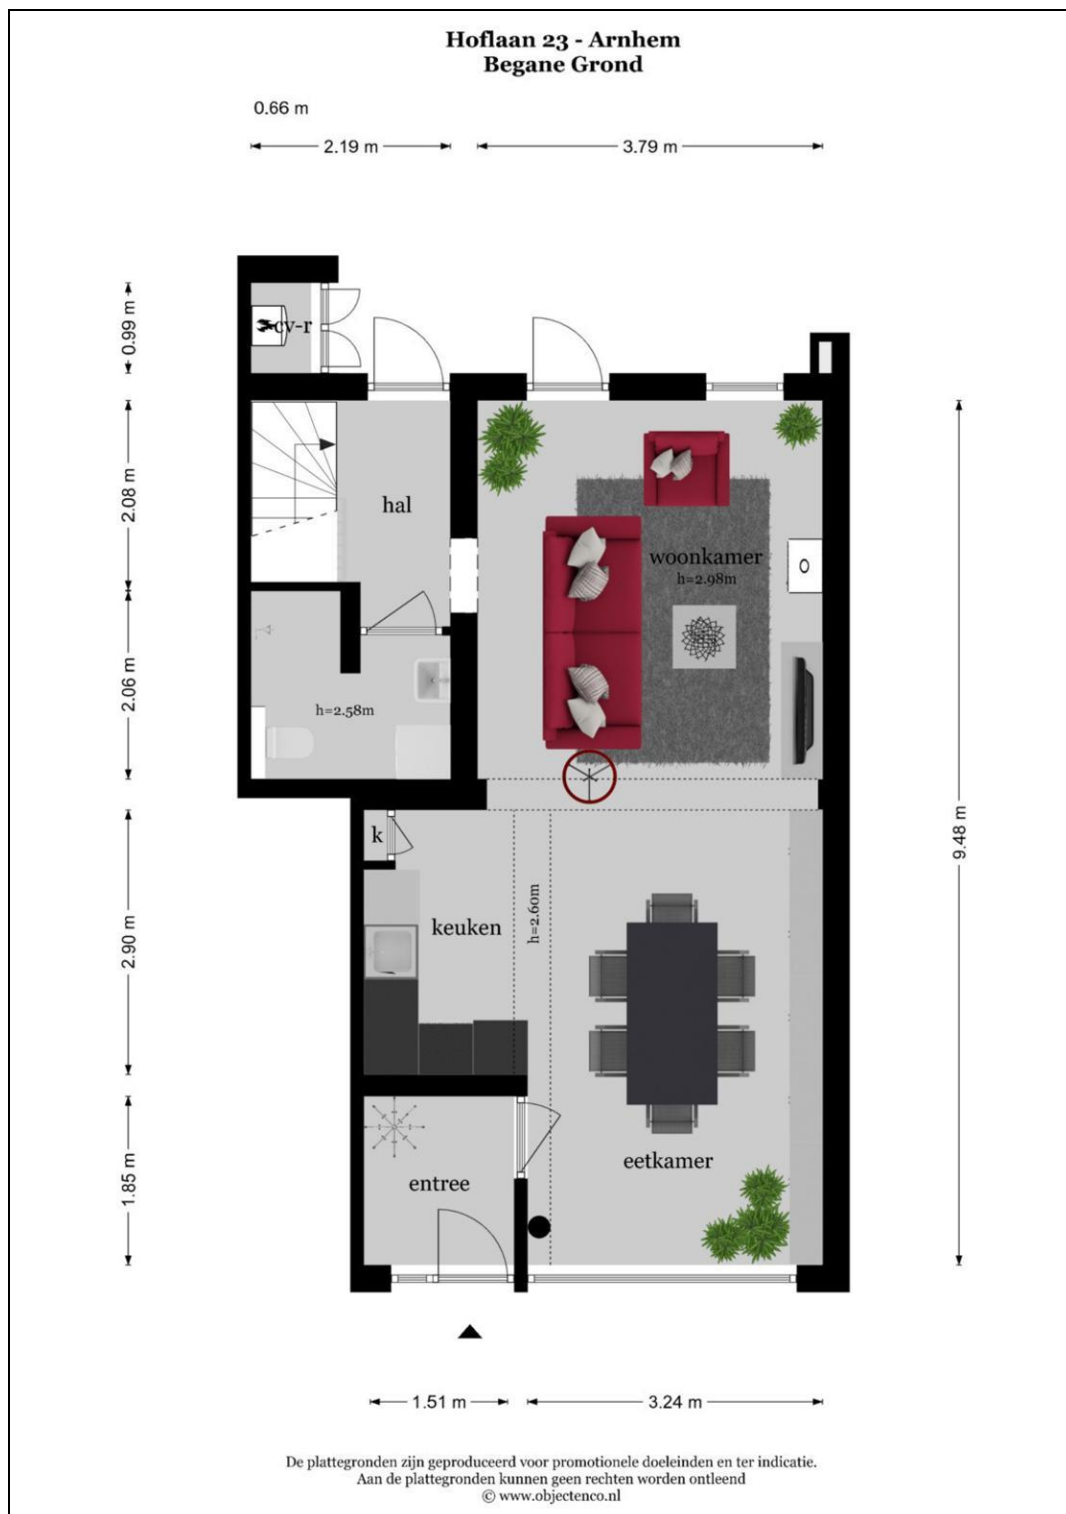 Hoflaan 23 - Arnhem
Begane Grond
0.66 m
2.19 m
3.79 m
0.99 m
cv-r
2.08 m
hal
woonkamer
h=2.98m
2.06 m
h=2.58m
9.48 m
k
2.90 m
keuken
h=2.60m
1.85 m
entree
eetkamer
1.51 m
3.24 m
De plattegronden zijn geproduceerd voor promotionele doeleinden en ter indicatie.
Aan de plattegronden kunnen geen rechten worden ontleend
© www.objectenco.nl